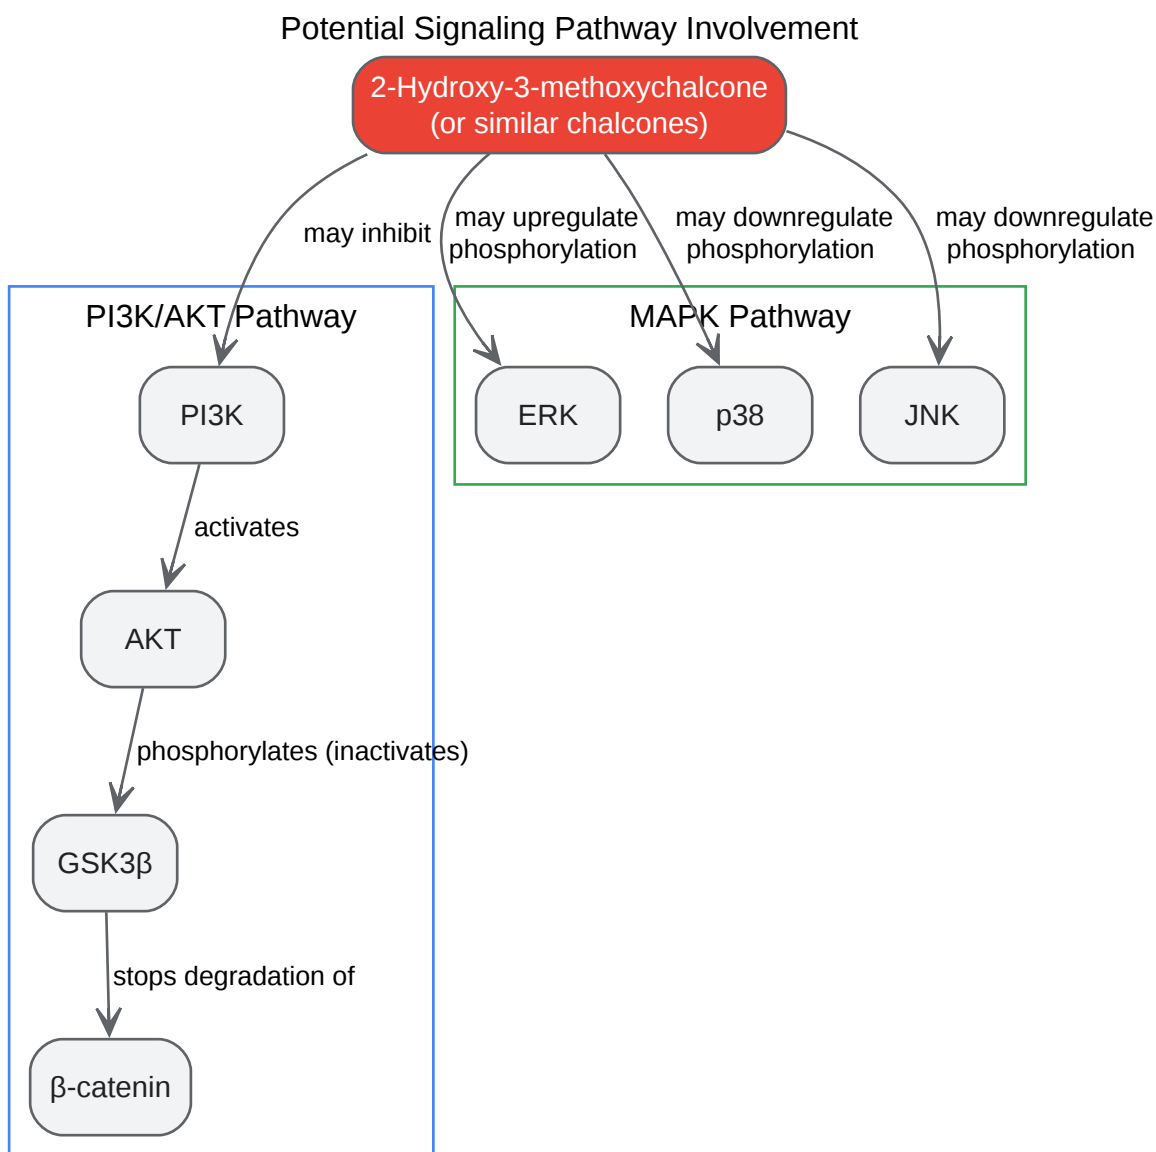 Potential Signaling Pathway Involvement
2-Hydroxy-3-methoxychalcone
(or similar chalcones)
may inhibit
may upregulate
phosphorylation
may downregulate
phosphorylation
may downregulate
phosphorylation
PI3K/AKT Pathway
MAPK Pathway
PI3K
ERK
p38
JNK
activates
AKT
phosphorylates (inactivates)
GSK3β
stops degradation of
β-catenin